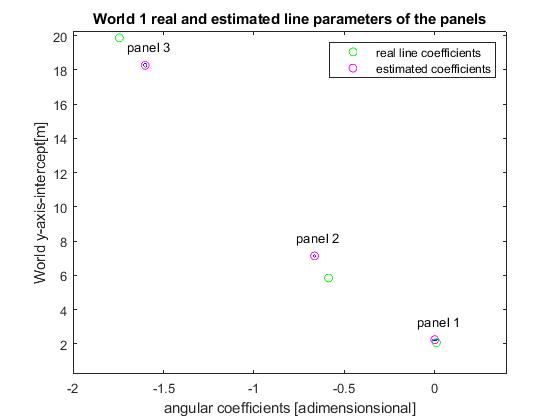 World 1 real and estimated line parameters of the panels
real line coefficients
estimated coefficients
panel 3
panel 2
panel 1
World y-axis-intercept[m]
20
18
16
14
12
10
8
6
4
2
-2
-1.5
-1
-0.5
0
angular coefficients [adimensionsional]